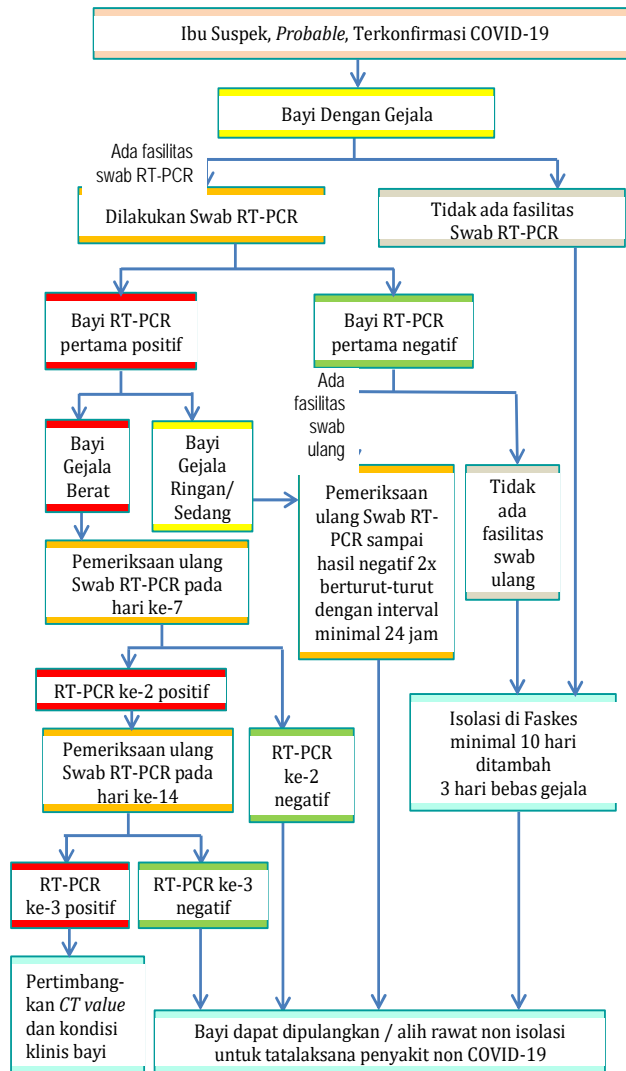 Ibu Suspek, Probable, Terkonfirmasi COVID-19
Bayi Dengan Gejala
Ada fasilitas
swab RT-PCR
Dilakukan Swab RT-PCR
Tidak ada fasilitas
Swab RT-PCR
Bayi RT-PCR
pertama positif
Bayi RT-PCR
pertama negatif
Ada
fasilitas
swab
ulang
Bayi
Gejala
Berat
Bayi
Gejala
Ringan/
Sedang
Pemeriksaan
ulang Swab RT-
PCR sampai
hasil negatif 2x
berturut-turut
dengan interval
minimal 24 jam
Tidak
ada
fasilitas
swab
ulang
Pemeriksaan ulang
Swab RT-PCR pada
hari ke-7
RT-PCR ke-2 positif
Pemeriksaan ulang
Swab RT-PCR pada
hari ke-14
RT-PCR
ke-2
negatif
Isolasi di Faskes
minimal 10 hari
ditambah
3 hari bebas gejala
RT-PCR
ke-3 positif
RT-PCR ke-3
negatif
Pertimbang-
kan CT value
dan kondisi
klinis bayi
Bayi dapat dipulangkan / alih rawat non isolasi
untuk tatalaksana penyakit non COVID-19